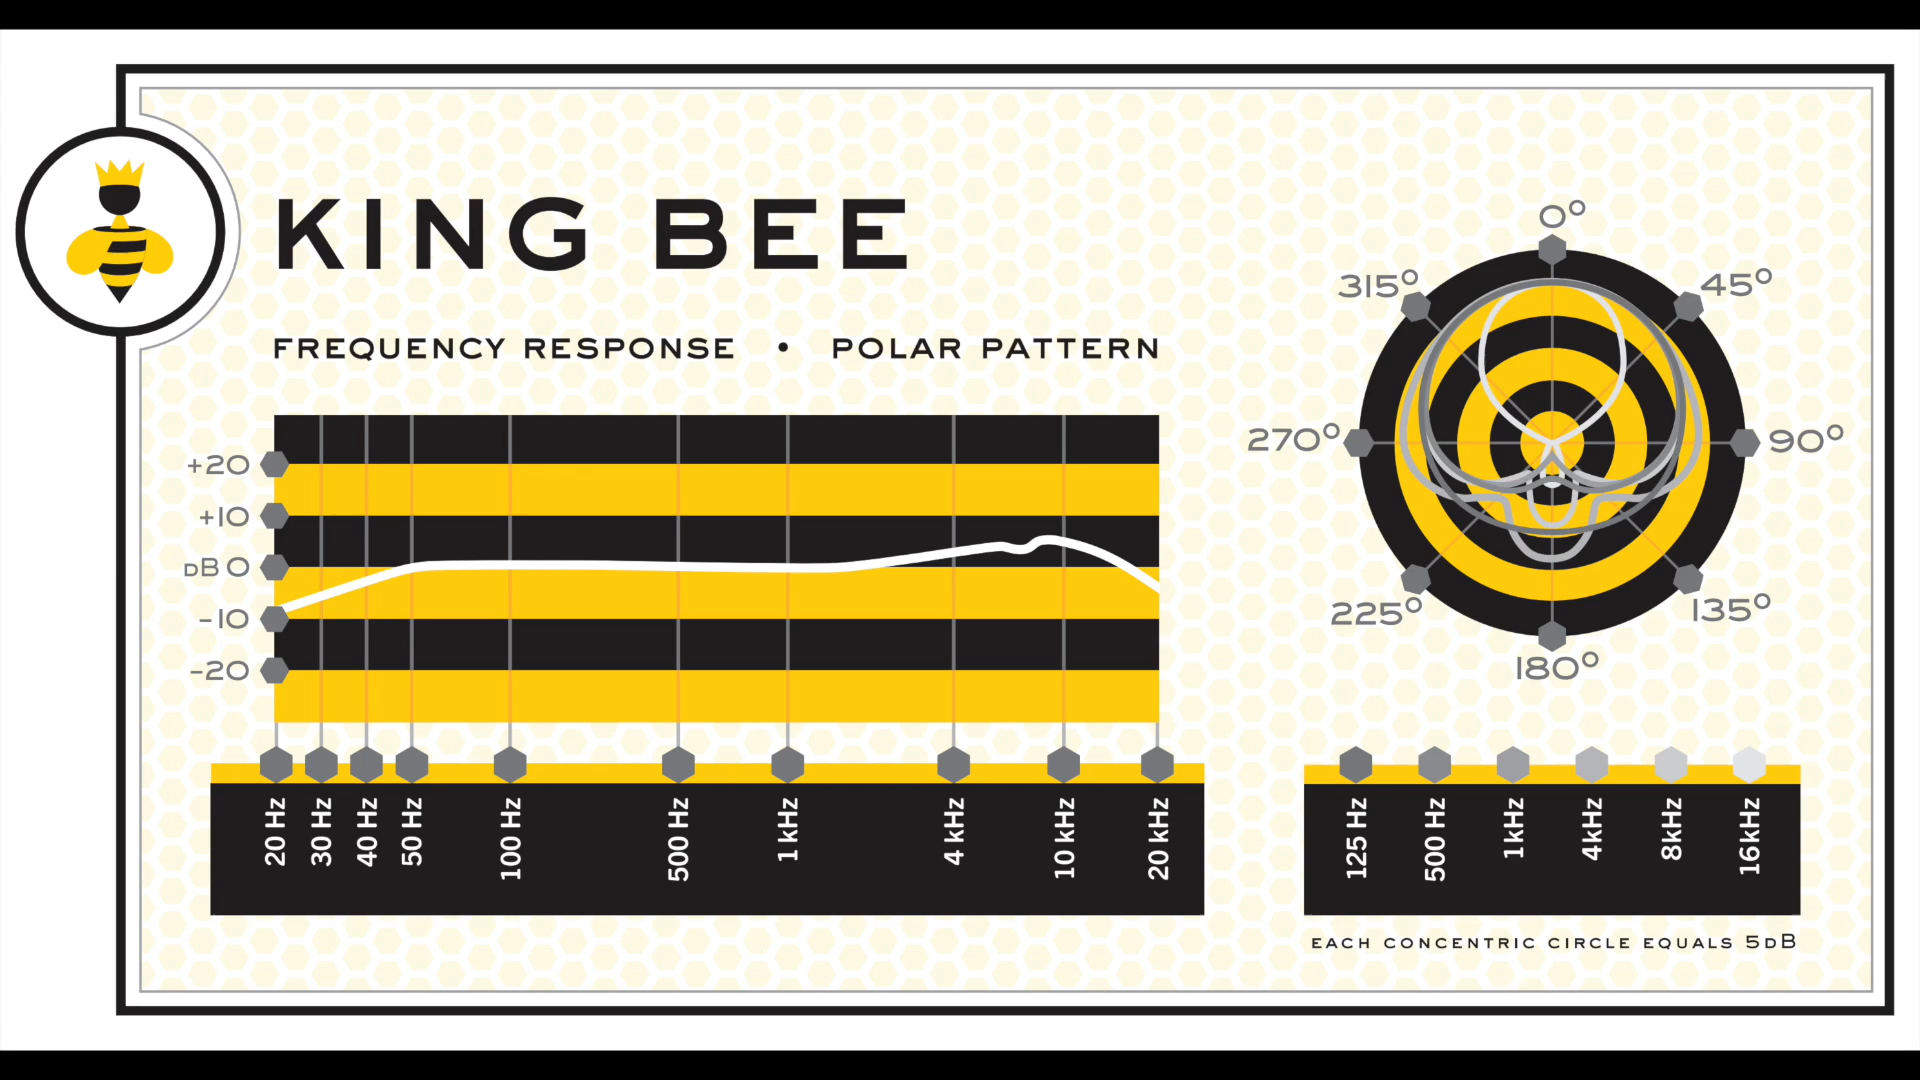 KING BEE
FREQUENCY RESPONSE • POLAR PATTERN
+20
+10
dB 0
-10
-20
20 Hz
30 Hz
40 Hz
50 Hz
100 Hz
500 Hz
1 kHz
4 kHz
10 kHz
20 kHz
0°
45°
90°
135°
180°
225°
270°
315°
125 Hz
500 Hz
1kHz
4kHz
8kHz
16kHz
EACH CONCENTRIC CIRCLE EQUALS 5dB